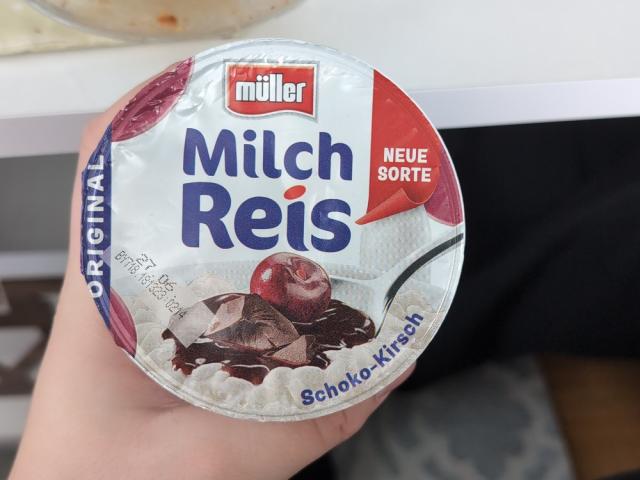 müller
Milch
Reis
NEUE
SORTE
ORIGINAL
27 06
Schoko-Kirsch